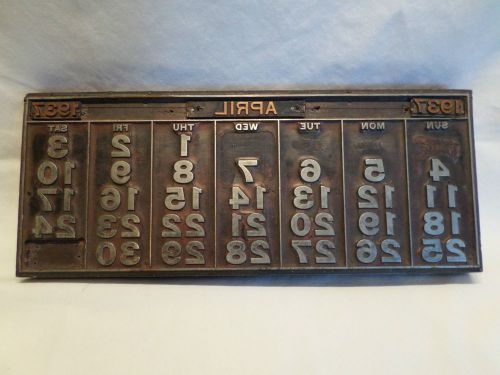 1937 APRIL 1937
SUN MON TUE WED THU FRI SAT
1 2 3
4 5 6 7 8 9 10
11 12 13 14 15 16 17
18 19 20 21 22 23 24
25 26 27 28 29 30